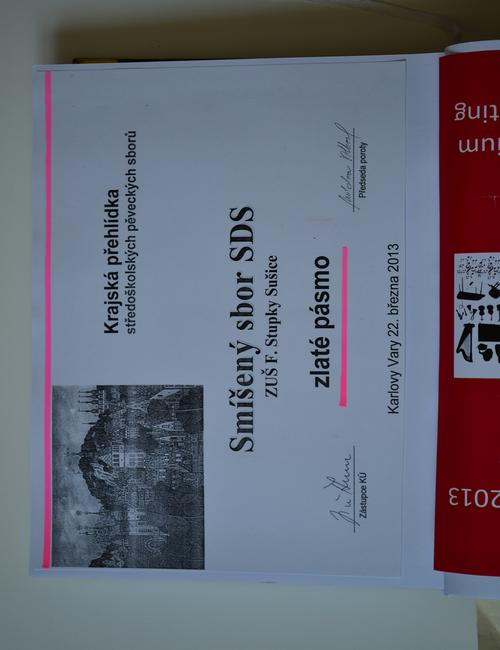 Krajská přehlídka
středoškolských pěveckých sborů
Smíšený sbor SDS
ZUŠ F. Stupky Sušice
zlaté pásmo
Zástupce KÚ
Předseda poroty
Karlovy Vary 22. března 2013
2013